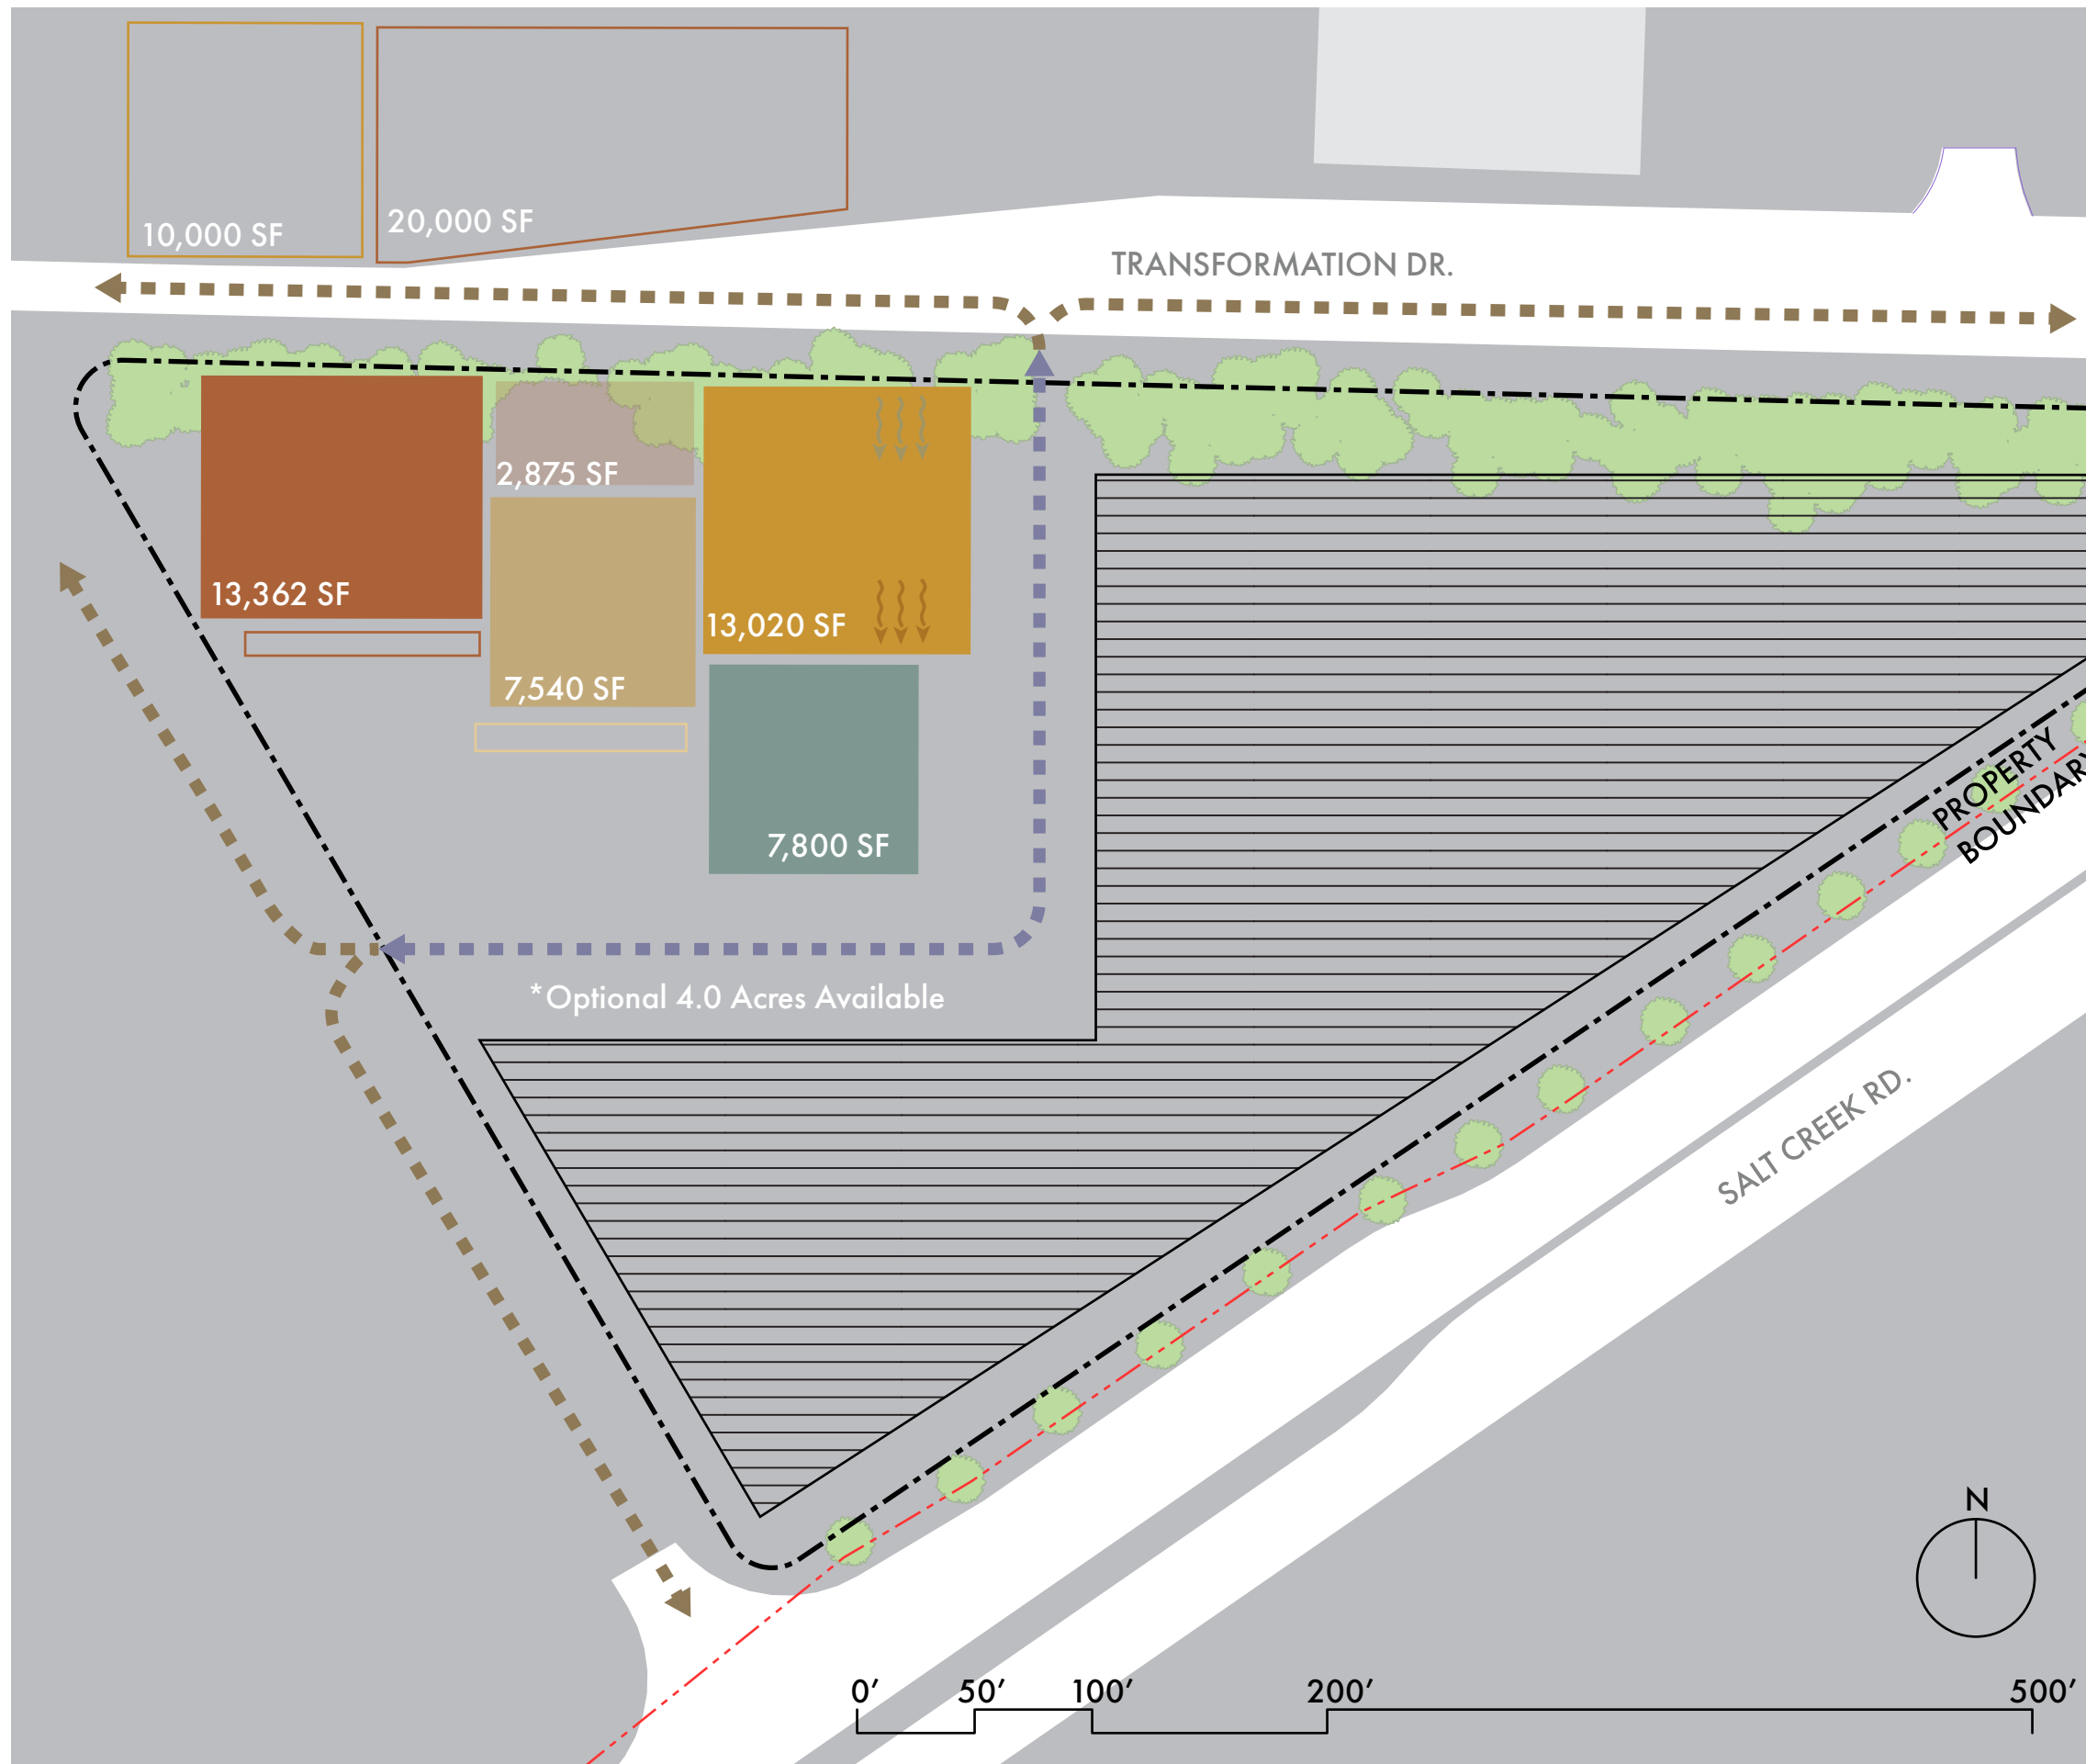 10,000 SF
20,000 SF
TRANSFORMATION DR.
2,875 SF
13,362 SF
13,020 SF
7,540 SF
7,800 SF
PROPERTY
BOUNDARY
*Optional 4.0 Acres Available
SALT CREEK RD.
N
0' 50' 100' 200' 500'